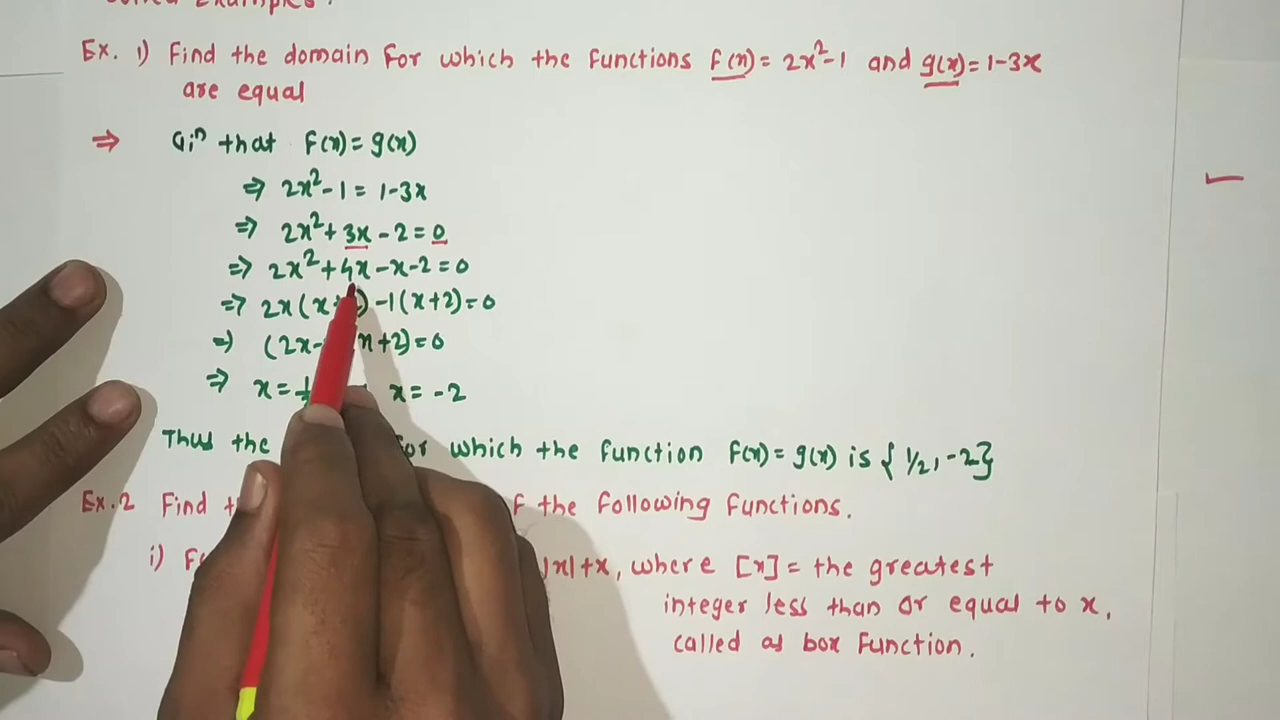 Ex. 1) Find the domain for which the functions f(x) = 2x²-1 and g(x) = 1-3x
are equal
⇒ Giⁿ that f(x) = g(x)
⇒ 2x²-1 = 1-3x
⇒ 2x²+3x-2=0
⇒ 2x²+4x-x-2=0
⇒ 2x(x+ ) -1(x+2)=0
⇒ (2x- x+2)=0
⇒ x= x= -2
Thus the for which the function f(x) = g(x) is {1/2, -2}
Ex.2 Find the following functions.
i) |x|+x, where [x] = the greatest
integer less than or equal to x,
called as box function.